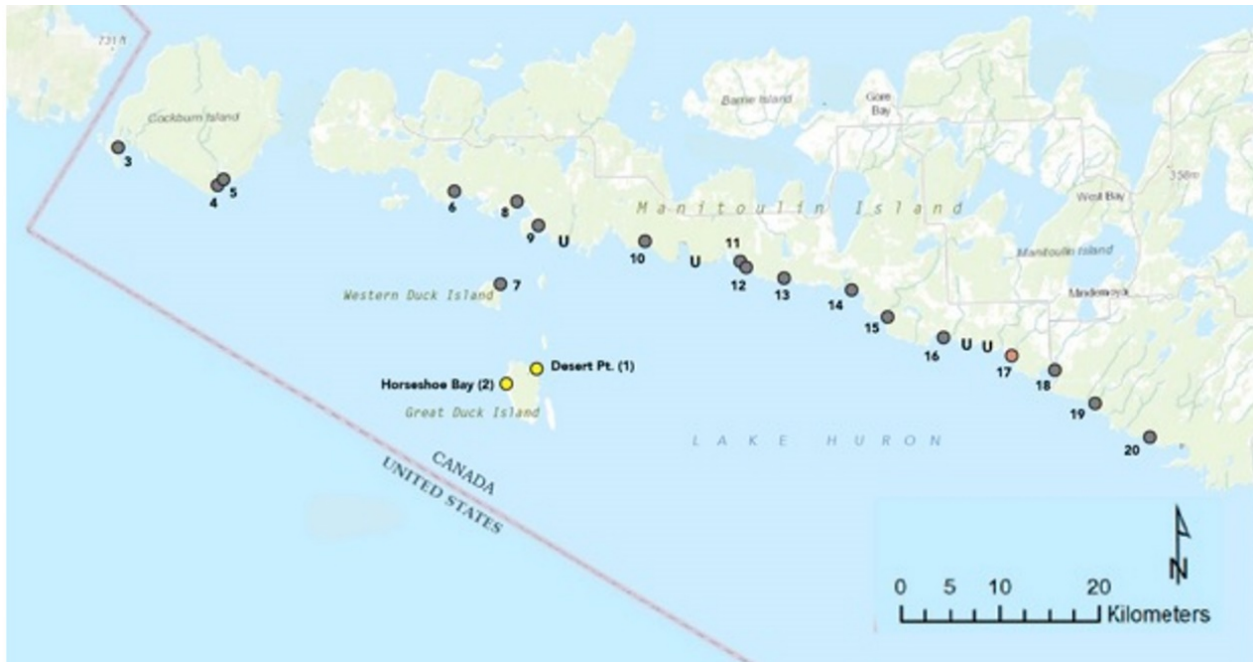 731 ft
Cockburn Island
Barrie Island
Gore
Bay
3
5
4
358m
West Bay
6
8
Manitoulin Island
9
U
10
U
11
12
Manitoulin Island
7
Western Duck Island
13
14
Mindemoya
15
16
U U
17
Desert Pt. (1)
Horseshoe Bay (2)
18
Great Duck Island
19
LAKE HURON
20
CANADA
UNITED STATES
N
0 5 10 20
Kilometers